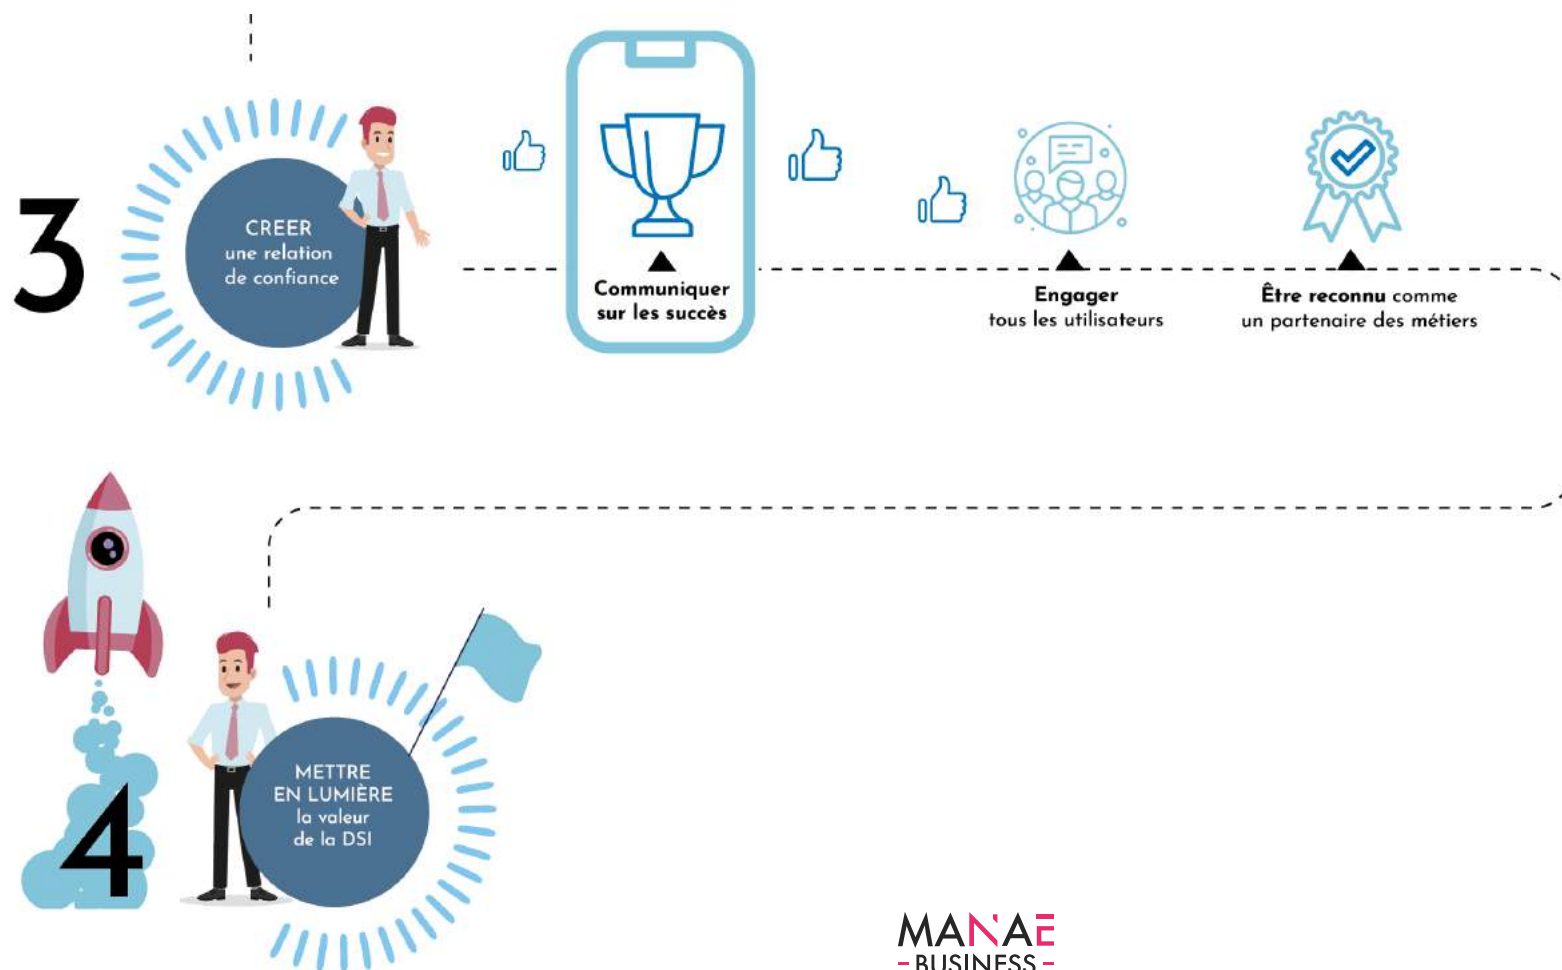 3
CREER
une relation
de confiance
Communiquer
sur les succès
Engager
tous les utilisateurs
Être reconnu comme
un partenaire des métiers
4
METTRE
EN LUMIÈRE
la valeur
de la DSI
MANAE
- BUSINESS -